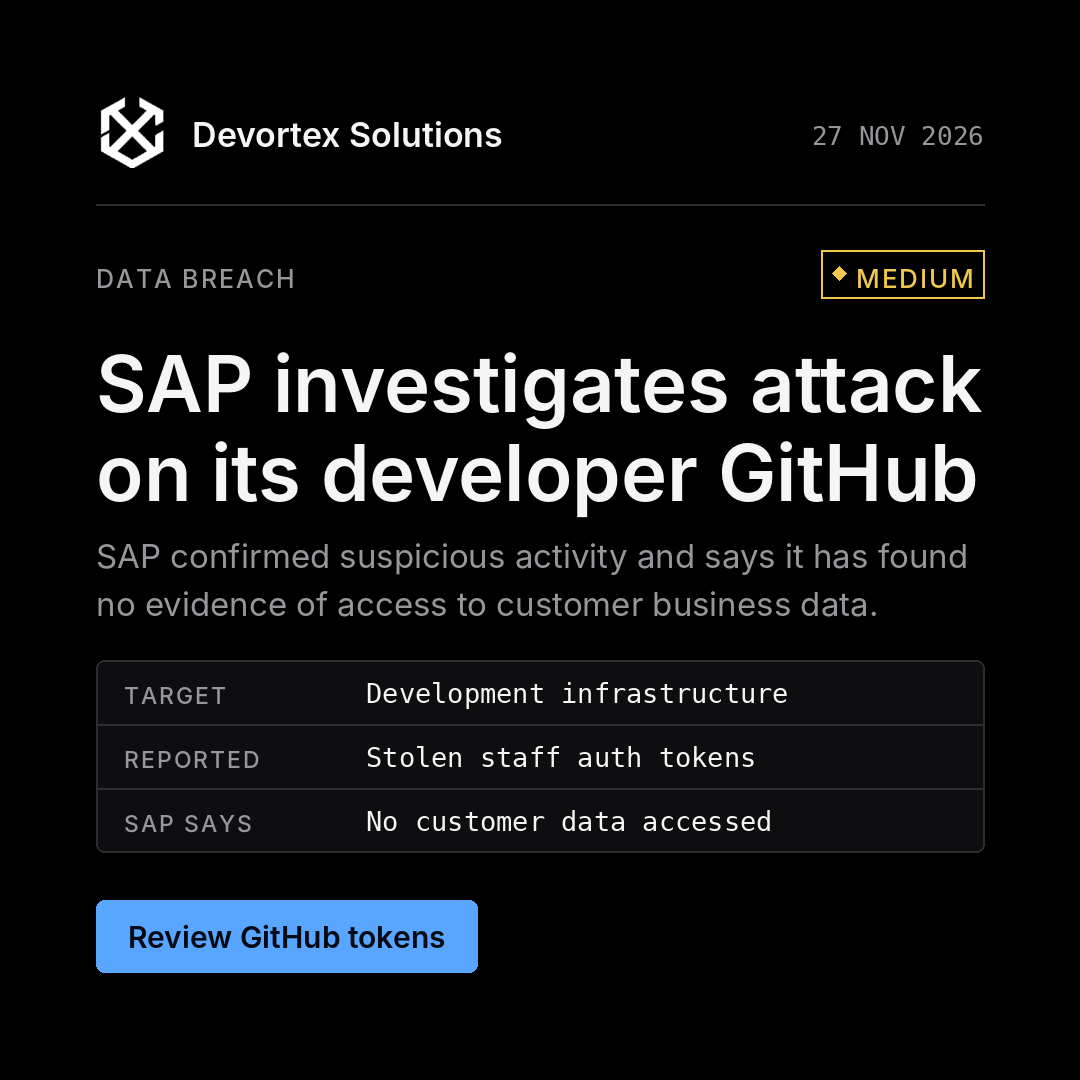 Devortex Solutions
27 NOV 2026
DATA BREACH
MEDIUM
SAP investigates attack
on its developer GitHub
SAP confirmed suspicious activity and says it has found
no evidence of access to customer business data.
TARGET Development infrastructure
REPORTED Stolen staff auth tokens
SAP SAYS No customer data accessed
Review GitHub tokens